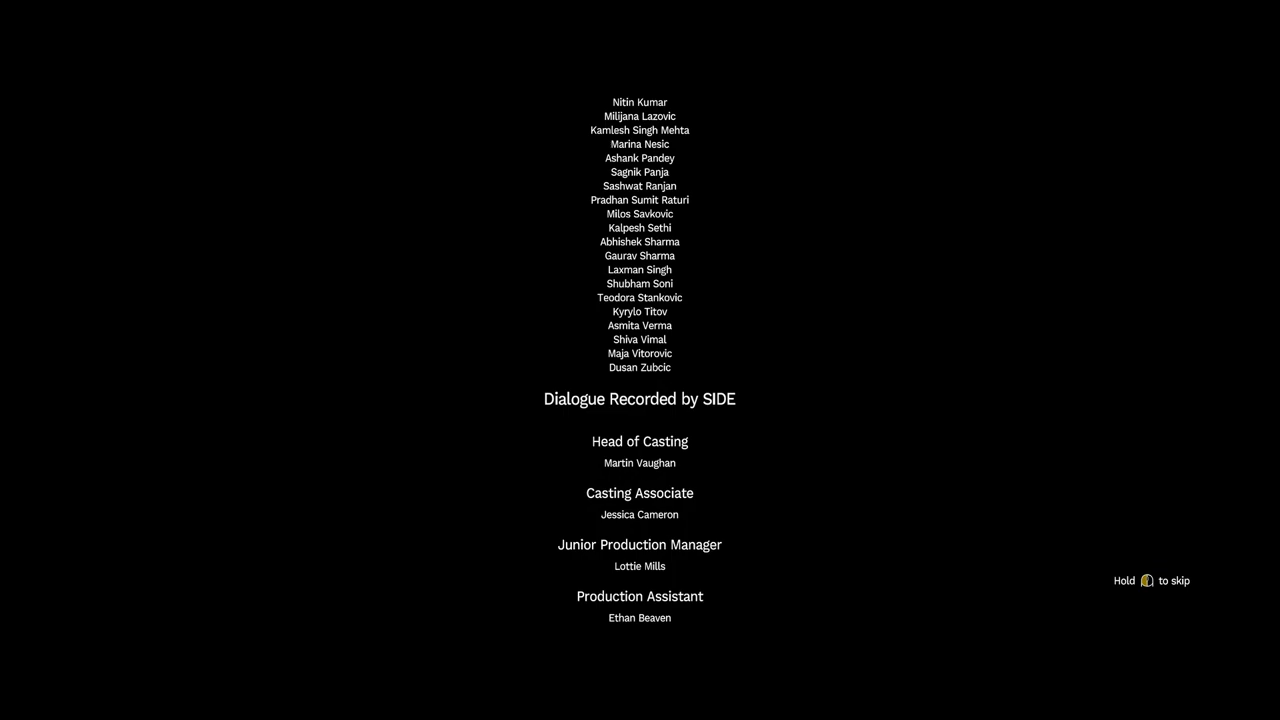 Nitin Kumar
Milijana Lazovic
Kamlesh Singh Mehta
Marina Nesic
Ashank Pandey
Sagnik Panja
Sashwat Ranjan
Pradhan Sumit Raturi
Milos Savkovic
Kalpesh Sethi
Abhishek Sharma
Gaurav Sharma
Laxman Singh
Shubham Soni
Teodora Stankovic
Kyrylo Titov
Asmita Verma
Shiva Vimal
Maja Vitorovic
Dusan Zubcic
Dialogue Recorded by SIDE
Head of Casting
Martin Vaughan
Casting Associate
Jessica Cameron
Junior Production Manager
Lottie Mills
Hold to skip
Production Assistant
Ethan Beaven